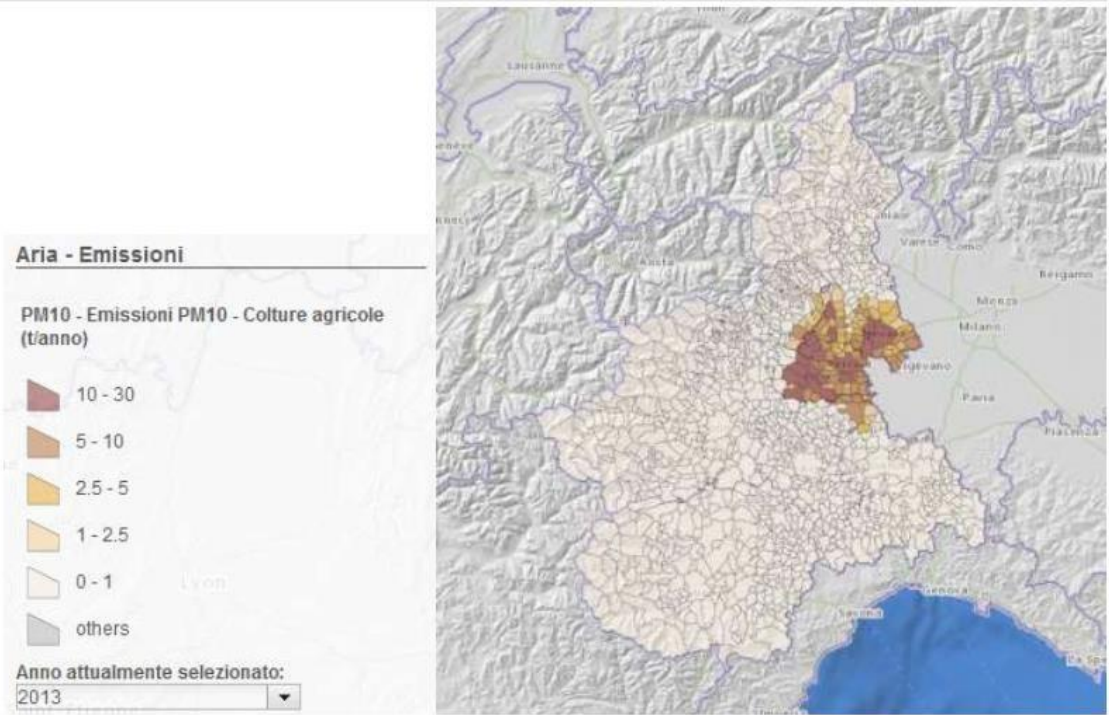 Aria - Emissioni
PM10 - Emissioni PM10 - Colture agricole
(t/anno)
10 - 30
5 - 10
2.5 - 5
1 - 2.5
0 - 1
Lyon
others
Anno attualmente selezionato:
2013
Lausanne
Aosta
Varese
Como
Bergamo
Monza
Milano
Vigevano
Pavia
Piacenza
Genova
Savona
La Spe